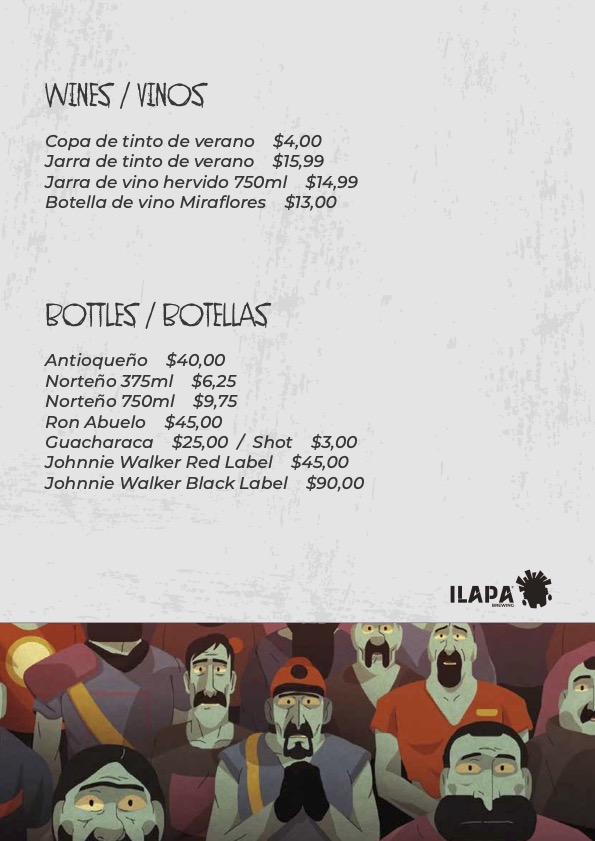 WINES / VINOS
Copa de tinto de verano $4,00
Jarra de tinto de verano $15,99
Jarra de vino hervido 750ml $14,99
Botella de vino Miraflores $13,00
BOTTLES / BOTELLAS
Antioqueño $40,00
Norteño 375ml $6,25
Norteño 750ml $9,75
Ron Abuelo $45,00
Guacharaca $25,00 / Shot $3,00
Johnnie Walker Red Label $45,00
Johnnie Walker Black Label $90,00
ILAPA
BREWING